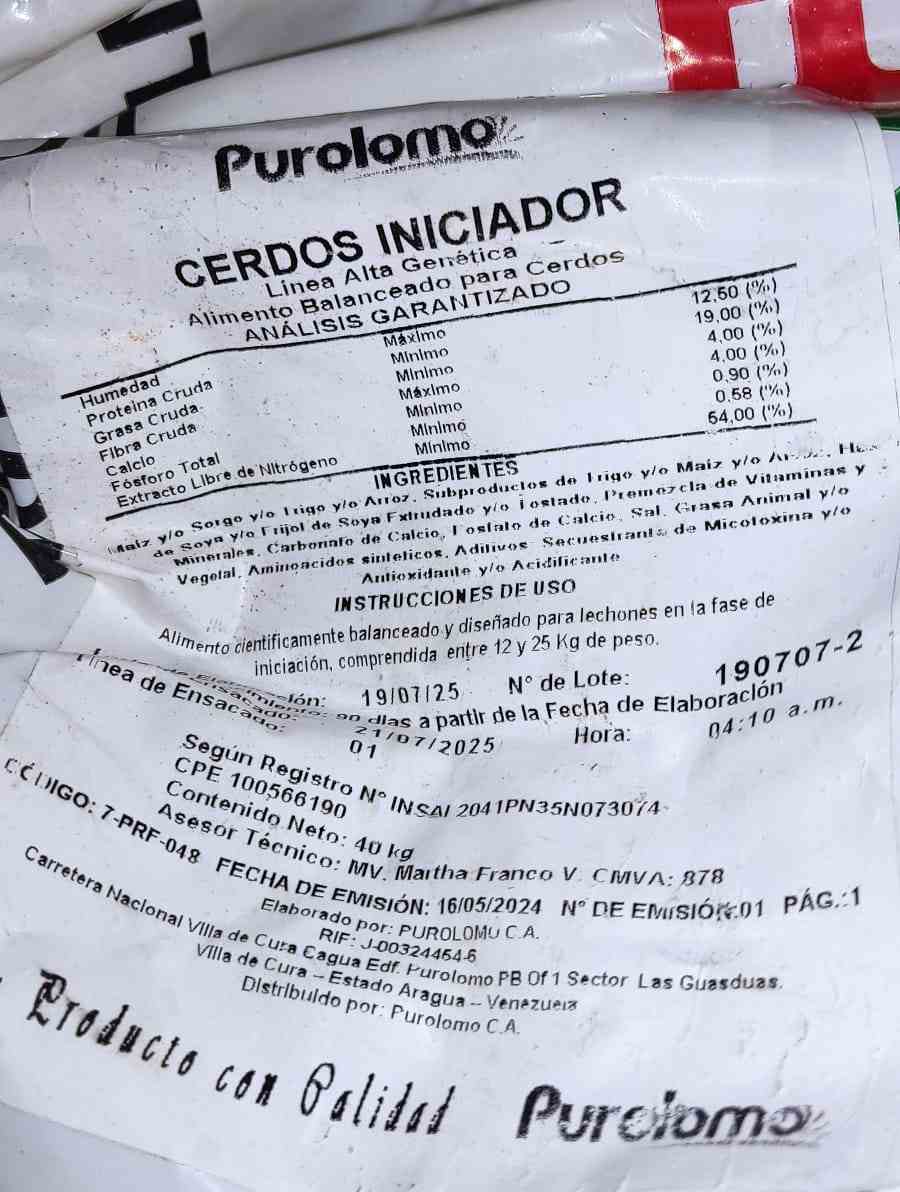 Purolomo
CERDOS INICIADOR
Línea Alta Genética
Alimento Balanceado para Cerdos
ANÁLISIS GARANTIZADO
Humedad Máximo 12,50 (%)
Proteína Cruda Mínimo 19,00 (%)
Grasa Cruda Mínimo 4,00 (%)
Fibra Cruda Máximo 4,00 (%)
Calcio Mínimo 0,90 (%)
Fósforo Total Mínimo 0,58 (%)
Extracto Libre de Nitrógeno Mínimo 54,00 (%)
INGREDIENTES
Maíz y/o Sorgo y/o Trigo y/o Arroz, Subproductos de Trigo y/o Maíz y/o
de Soya y/o Frijol de Soya Extrudado y/o Tostado, Premezcla de Vitaminas y
Minerales, Carbonato de Calcio, Fosfato de Calcio, Sal, Grasa Animal y/o
Vegetal, Aminoácidos sintéticos, Aditivos Secuestrante de Micotoxina y/o
Antioxidante y/o Acidificante
INSTRUCCIONES DE USO
Alimento científicamente balanceado y diseñado para lechones en la fase de
iniciación, comprendida entre 12 y 25 Kg de peso.
ión: 19/07/25 N° de Lote: 190707-2
90 días a partir de la Fecha de Elaboración
Ensacado: 21/07/2025 Hora: 04:10 a.m.
Línea de Ensacado: 01
Según Registro N° INSAI 2041PN35N073074
CPE 100566190
Contenido Neto: 40 kg
Asesor Técnico: MV. Martha Franco V. CMVA: 878
CÓDIGO: 7-PRF-048 FECHA DE EMISIÓN: 16/05/2024 N° DE EMISIÓN:01 PÁG.:1
Elaborado por: PUROLOMO C.A.
RIF: J-00324454-6
Carretera Nacional Villa de Cura Cagua Edf. Purolomo PB Of 1 Sector Las Guasduas.
Villa de Cura – Estado Aragua – Venezuela
Distribuido por: Purolomo C.A.
Producto con Calidad
Purolomo